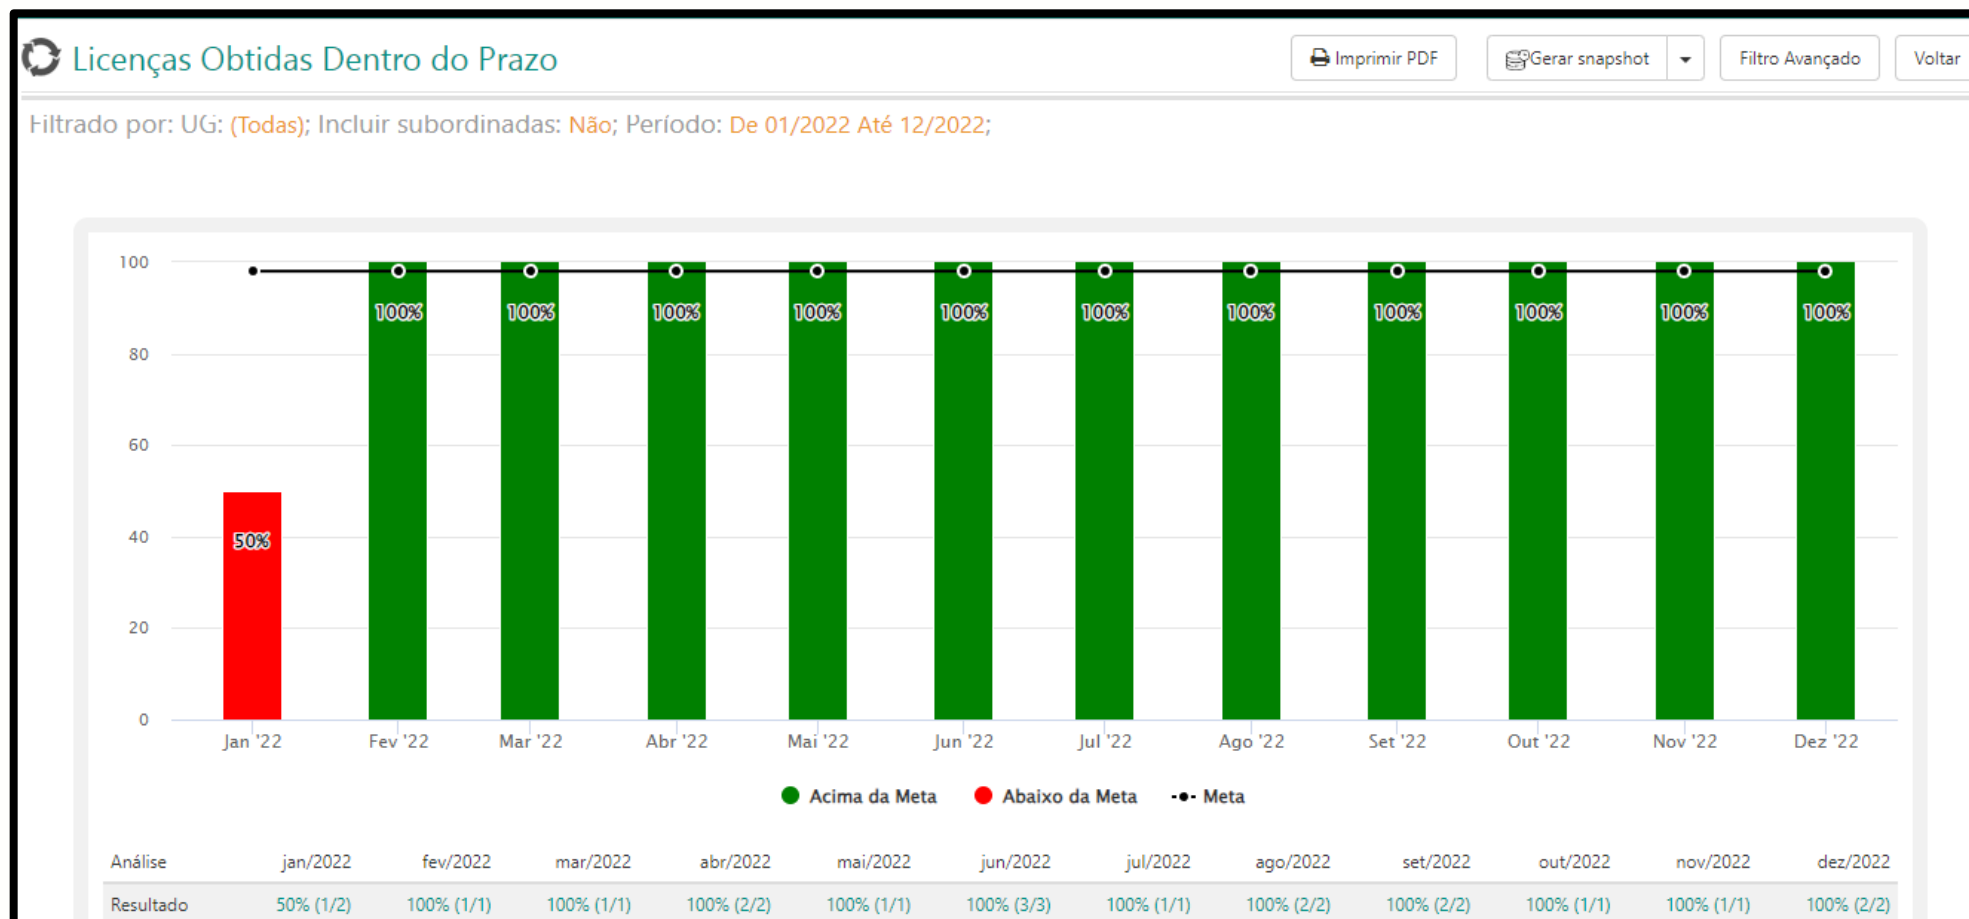 Licenças Obtidas Dentro do Prazo
Imprimir PDF
Gerar snapshot
Filtro Avançado
Voltar
Filtrado por: UG: (Todas); Incluir subordinadas: Não; Período: De 01/2022 Até 12/2022;
100
80
60
40
20
0
50% 100% 100% 100% 100% 100% 100% 100% 100% 100% 100% 100%
Jan '22 Fev '22 Mar '22 Abr '22 Mai '22 Jun '22 Jul '22 Ago '22 Set '22 Out '22 Nov '22 Dez '22
Acima da Meta Abaixo da Meta Meta
Análise jan/2022 fev/2022 mar/2022 abr/2022 mai/2022 jun/2022 jul/2022 ago/2022 set/2022 out/2022 nov/2022 dez/2022
Resultado 50% (1/2) 100% (1/1) 100% (1/1) 100% (2/2) 100% (1/1) 100% (3/3) 100% (1/1) 100% (2/2) 100% (2/2) 100% (1/1) 100% (1/1) 100% (2/2)